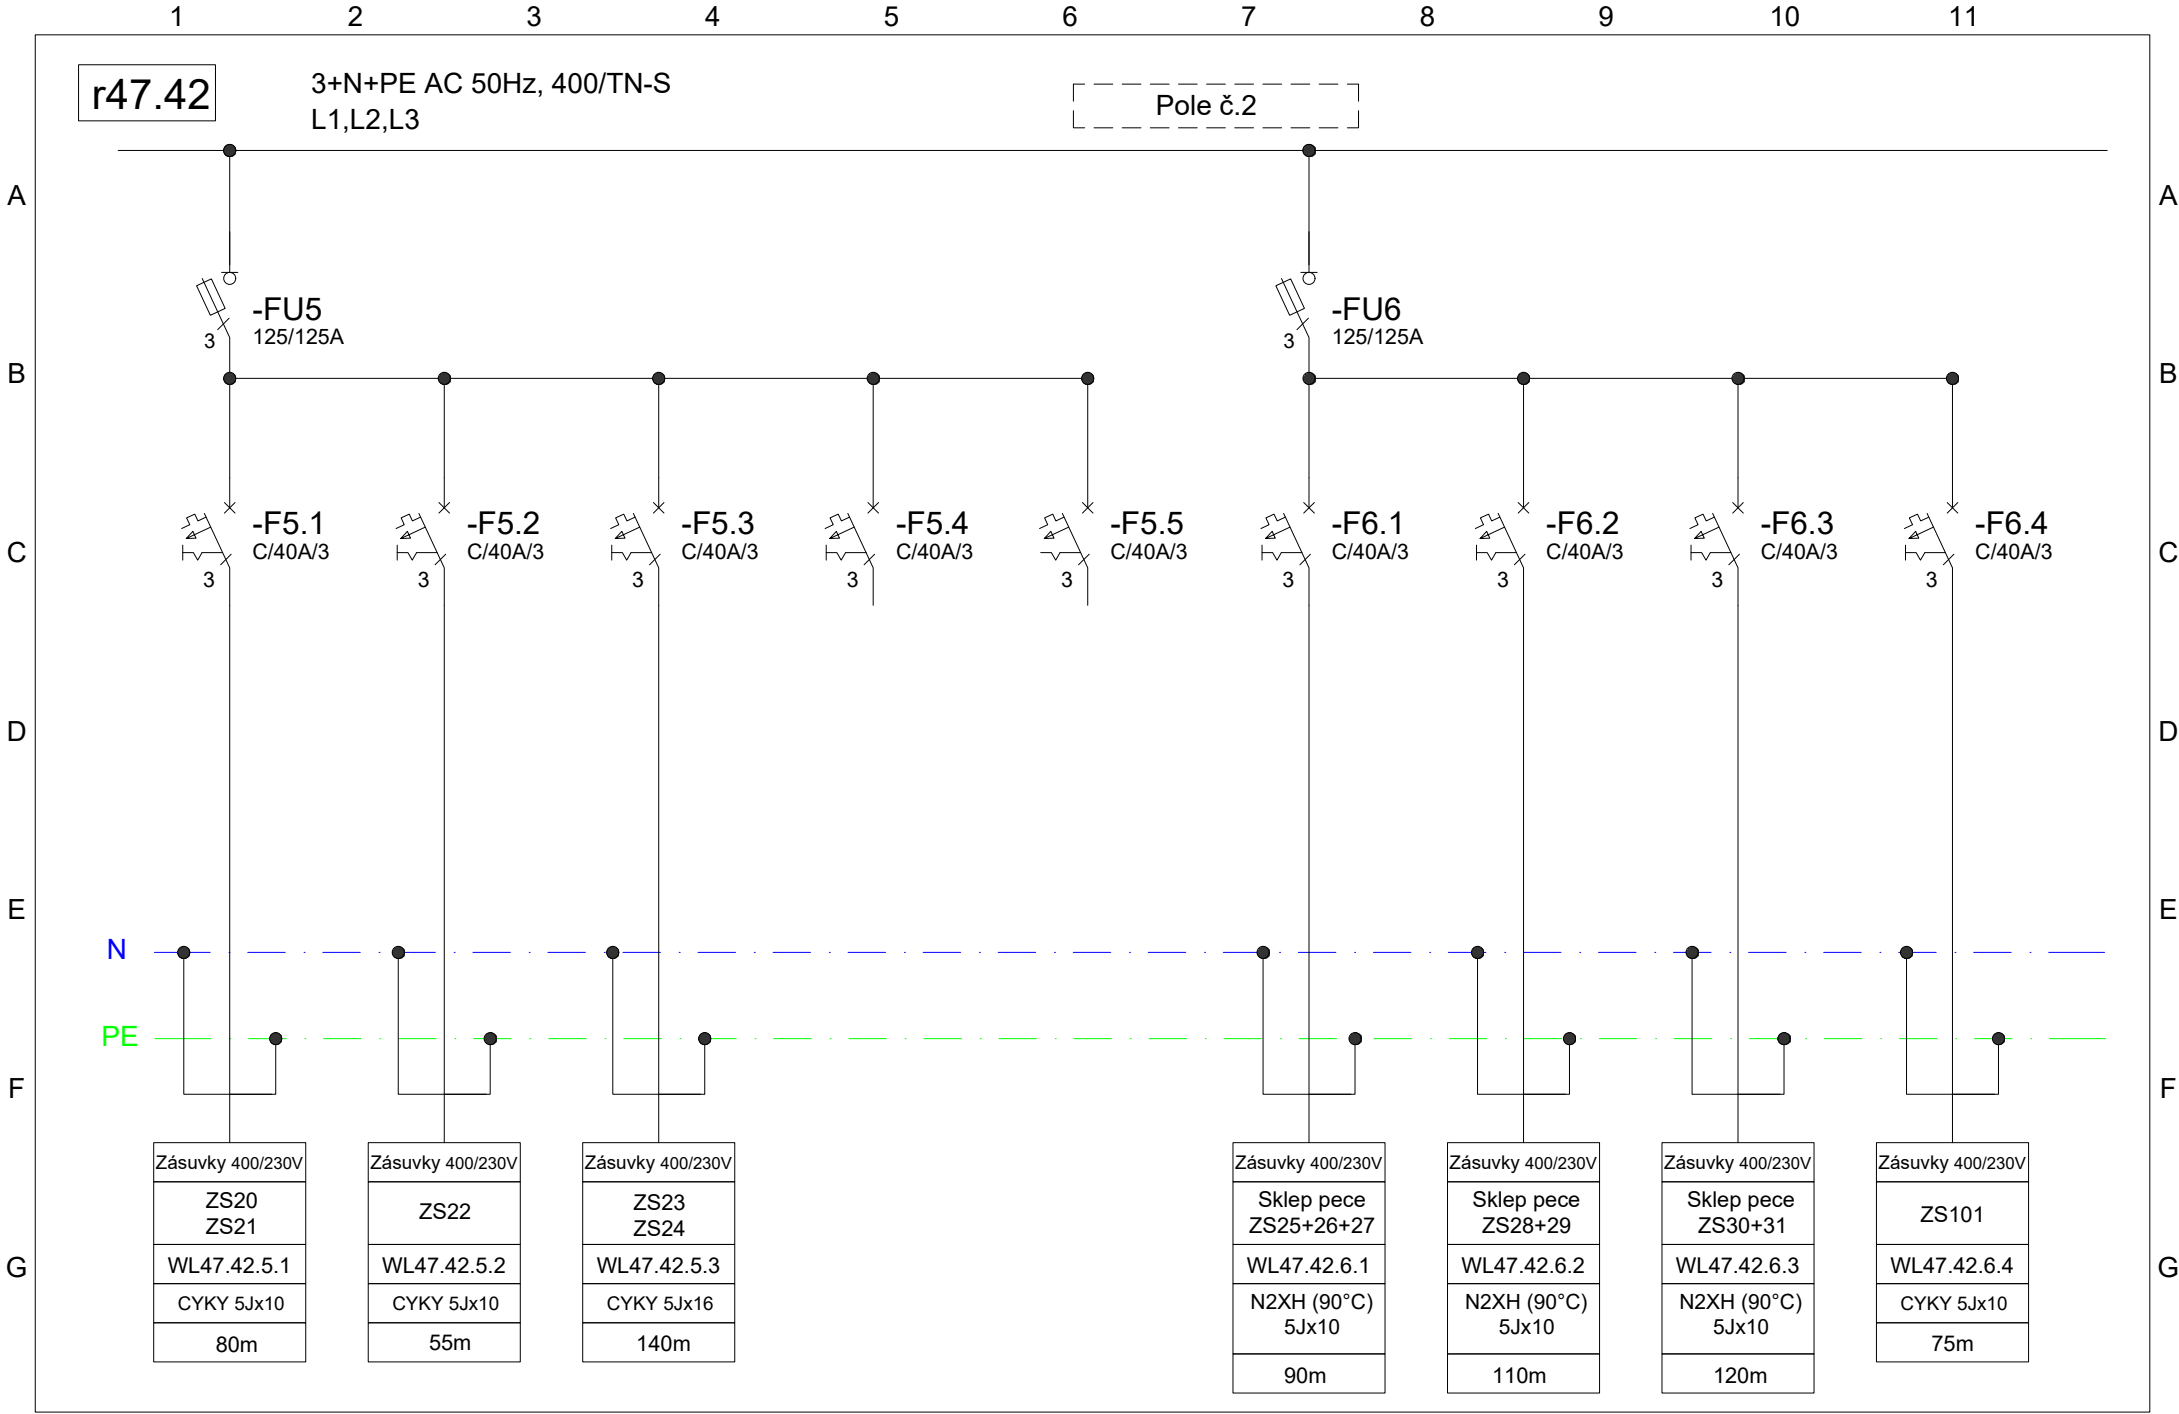 1 2 3 4 5 6 7 8 9 10 11
r47.42
3+N+PE AC 50Hz, 400/TN-S
L1,L2,L3
Pole č.2
A A
-FU5
125/125A
3
-FU6
125/125A
3
B B
-F5.1
C/40A/3
3
-F5.2
C/40A/3
3
-F5.3
C/40A/3
3
-F5.4
C/40A/3
3
-F5.5
C/40A/3
3
-F6.1
C/40A/3
3
-F6.2
C/40A/3
3
-F6.3
C/40A/3
3
-F6.4
C/40A/3
3
C C
D D
E E
N
PE
F F
Zásuvky 400/230V
ZS20
ZS21
WL47.42.5.1
CYKY 5Jx10
80m
Zásuvky 400/230V
ZS22
WL47.42.5.2
CYKY 5Jx10
55m
Zásuvky 400/230V
ZS23
ZS24
WL47.42.5.3
CYKY 5Jx16
140m
Zásuvky 400/230V
Sklep pece
ZS25+26+27
WL47.42.6.1
N2XH (90°C)
5Jx10
90m
Zásuvky 400/230V
Sklep pece
ZS28+29
WL47.42.6.2
N2XH (90°C)
5Jx10
110m
Zásuvky 400/230V
Sklep pece
ZS30+31
WL47.42.6.3
N2XH (90°C)
5Jx10
120m
Zásuvky 400/230V
ZS101
WL47.42.6.4
CYKY 5Jx10
75m
G G